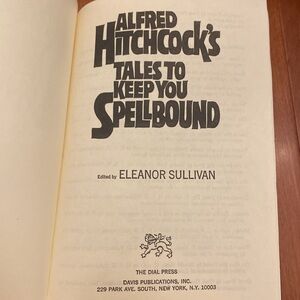 ALFRED
HITCHCOCK'S
TALES TO
KEEP YOU
SPELLBOUND
Edited by ELEANOR SULLIVAN
THE DIAL PRESS
DAVIS PUBLICATIONS, INC.
229 PARK AVE. SOUTH, NEW YORK, N.Y. 10003